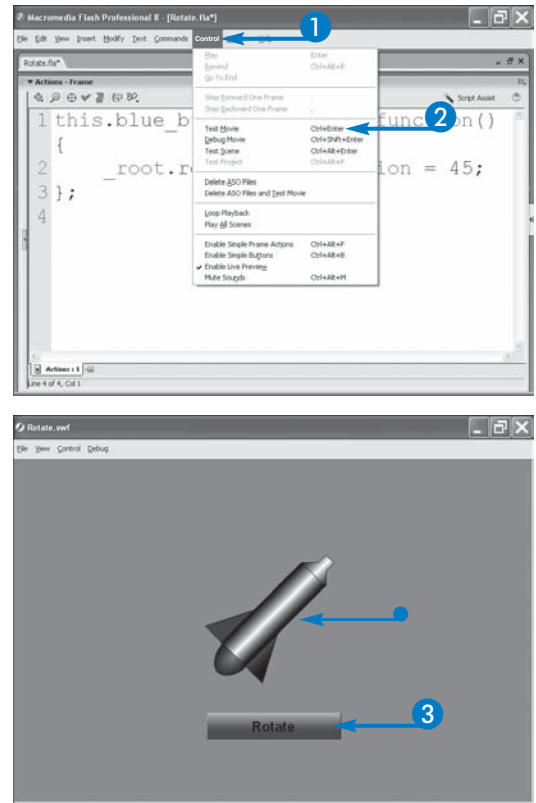 Macromedia Flash Professional 8 - [Rotate.fla*]
File Edit View Insert Modify Text Commands Control Help
1
Rotate.fla*
Actions - Frame
Script Assist
Play Enter
Rewind Ctrl+Alt+R
Go To End
Step Forward One Frame .
Step Backward One Frame ,
Test Movie Ctrl+Enter
2
Debug Movie Ctrl+Shift+Enter
Test Scene Ctrl+Alt+Enter
Test Project Ctrl+Alt+P
Delete ASO Files
Delete ASO Files and Test Movie
Loop Playback
Play All Scenes
Enable Simple Frame Actions Ctrl+Alt+F
Enable Simple Buttons Ctrl+Alt+B
Enable Live Preview
Mute Sounds Ctrl+Alt+M
1 this.blue_b function()
{
2 _root.r ion = 45;
3 };
4
Actions : 1
Line 4 of 4, Col 1
Rotate.swf
File View Control Debug
Rotate
3